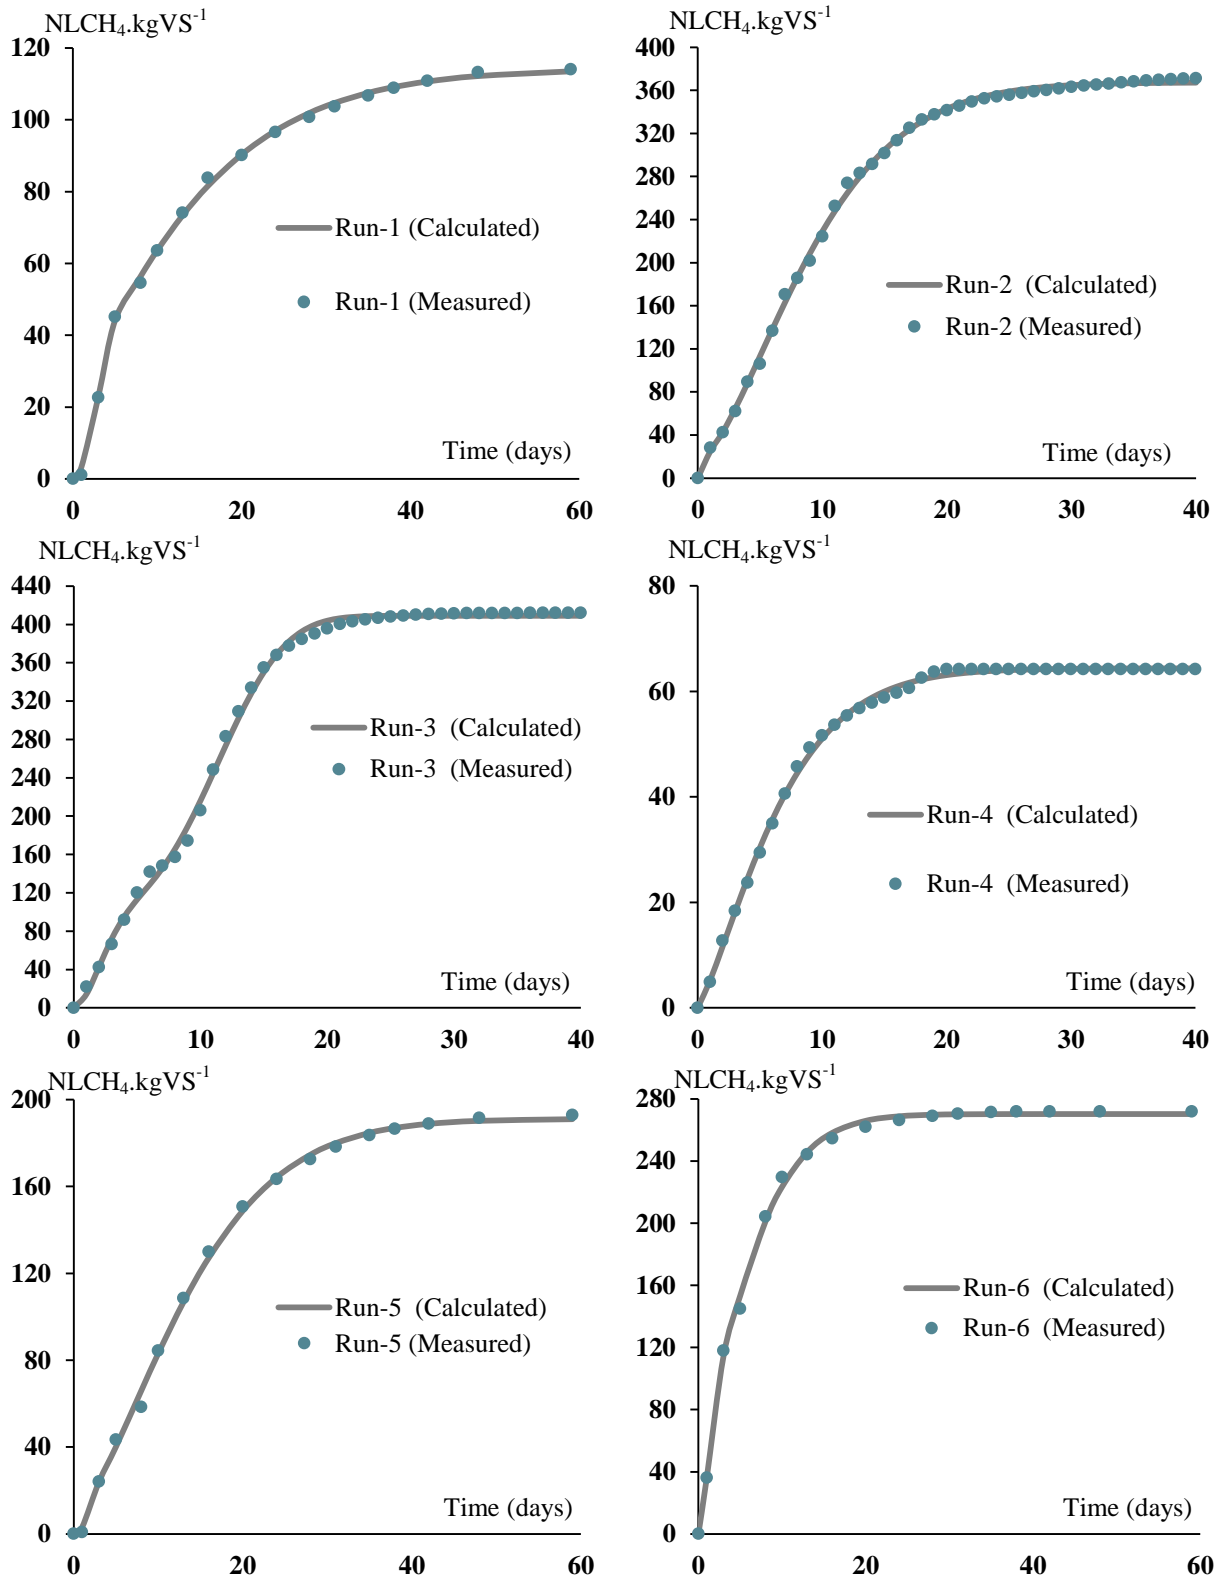 NLCH₄.kgVS⁻¹
120
100
80
60
40
20
0
Run-1 (Calculated)
Run-1 (Measured)
Time (days)
0 20 40 60
NLCH₄.kgVS⁻¹
400
360
320
280
240
200
160
120
80
40
0
Run-2 (Calculated)
Run-2 (Measured)
Time (days)
0 10 20 30 40
NLCH₄.kgVS⁻¹
440
400
360
320
280
240
200
160
120
80
40
0
Run-3 (Calculated)
Run-3 (Measured)
Time (days)
0 10 20 30 40
NLCH₄.kgVS⁻¹
80
60
40
20
0
Run-4 (Calculated)
Run-4 (Measured)
Time (days)
0 10 20 30 40
NLCH₄.kgVS⁻¹
200
160
120
80
40
0
Run-5 (Calculated)
Run-5 (Measured)
Time (days)
0 20 40 60
NLCH₄.kgVS⁻¹
280
240
200
160
120
80
40
0
Run-6 (Calculated)
Run-6 (Measured)
Time (days)
0 20 40 60